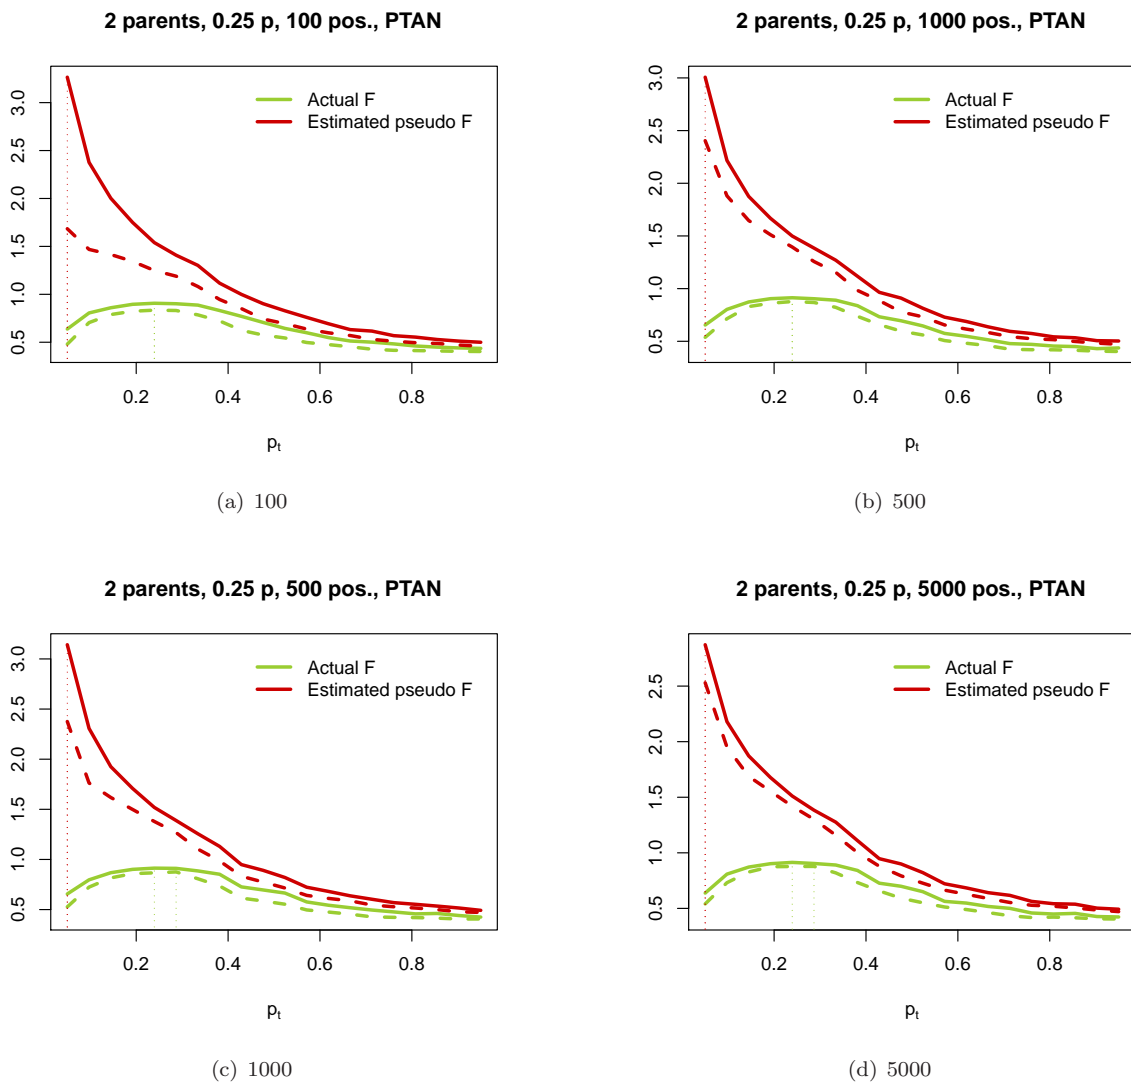 2 parents, 0.25 p, 100 pos., PTAN
3.0
2.5
2.0
1.5
1.0
0.5
Actual F
Estimated pseudo F
0.2 0.4 0.6 0.8
pt
(a) 100
2 parents, 0.25 p, 1000 pos., PTAN
3.0
2.5
2.0
1.5
1.0
0.5
Actual F
Estimated pseudo F
0.2 0.4 0.6 0.8
pt
(b) 500
2 parents, 0.25 p, 500 pos., PTAN
3.0
2.5
2.0
1.5
1.0
0.5
Actual F
Estimated pseudo F
0.2 0.4 0.6 0.8
pt
(c) 1000
2 parents, 0.25 p, 5000 pos., PTAN
2.5
2.0
1.5
1.0
0.5
Actual F
Estimated pseudo F
0.2 0.4 0.6 0.8
pt
(d) 5000